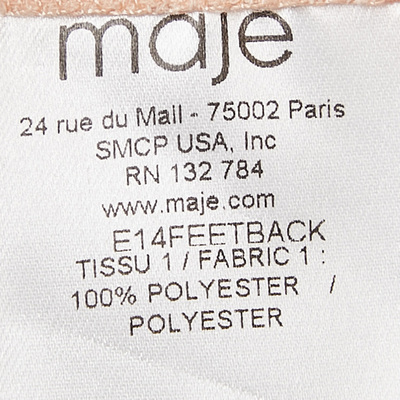 maje
24 rue du Mail - 75002 Paris
SMCP USA, Inc
RN 132 784
www.maje.com
E14FEETBACK
TISSU 1 / FABRIC 1 :
100% POLYESTER /
POLYESTER